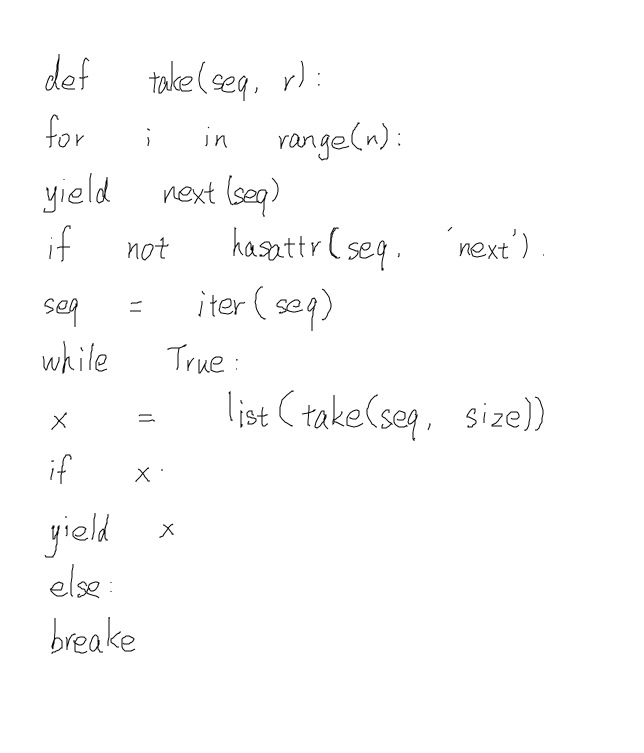 def take(seq, r):
for i in range(n):
yield next(seq)
if not hasattr(seq. 'next').
seq = iter(seq)
while True:
x = list(take(seq, size))
if x.
yield x
else:
breake